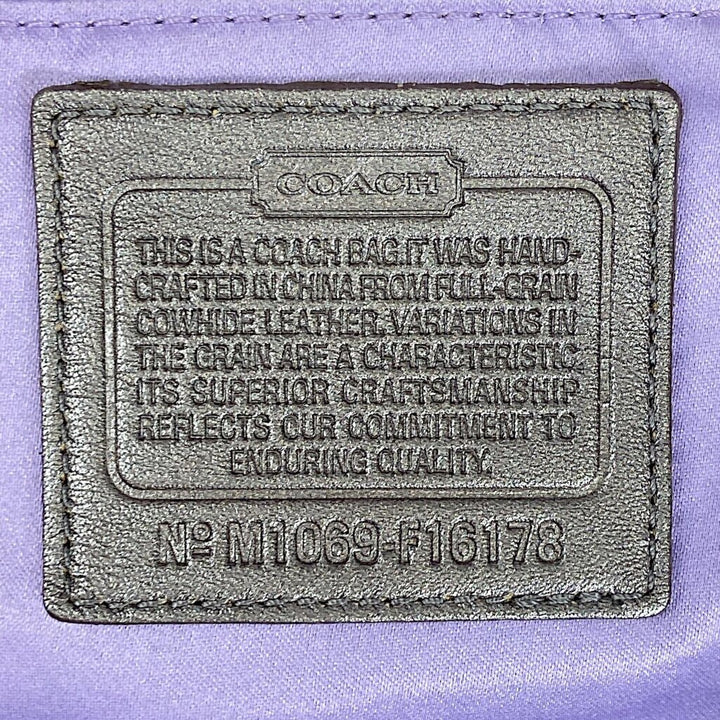 COACH
THIS IS A COACH BAG. IT WAS HAND-
CRAFTED IN CHINA FROM FULL-GRAIN
COWHIDE LEATHER. VARIATIONS IN
THE GRAIN ARE A CHARACTERISTIC.
ITS SUPERIOR CRAFTSMANSHIP
REFLECTS OUR COMMITMENT TO
ENDURING QUALITY.
Nº M1069-F16178